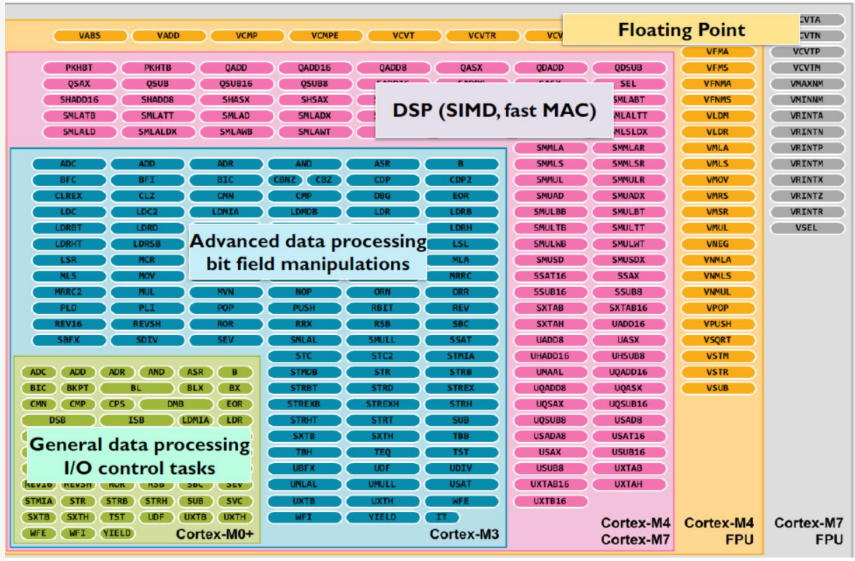 Floating Point
VABS VADD VCMP VCMPE VCVT VCVTR
DSP (SIMD, fast MAC)
PKHBT PKHTB QADD QADD16 QADD8 QASX QDADD QDSUB
QSAX QSUB QSUB16 QSUB8 SEL
SHADD16 SHADD8 SHASX SHSAX SMLABT
SMLATB SMLATT SMLAD SMLADX SMLALTT
SMLALD SMLALDX SMLAWB SMLAWT SMLSLDX
SMMLA SMMLAR
SMMLS SMMLSR
SMMUL SMMULR
SMUAD SMUADX
SMULBB SMULBT
SMULTB SMULTT
SMULWB SMULWT
SMUSD SMUSDX
SSAT16 SSAX
SSUB16 SSUB8
SXTAB SXTAB16
SXTAH UADD16
UADD8 UASX
UHADD16 UHSUB8
UMAAL UQADD16
UQADD8 UQASX
UQSAX UQSUB16
UQSUB8 USAD8
USADA8 USAT16
USAX USUB16
USUB8 UXTAB
UXTAB16 UXTAH
UXTB16
Cortex-M4
Cortex-M7
ADC ADD ADR AND ASR B
BFC BFI BIC CBNZ CBZ CDP CDP2
CLREX CLZ CMN CMP DBG EOR
LDC LDC2 LDMIA LDMDB LDR LDRB
LDRBT LDRD LDRH
LDRHT LDRSB LSL
LSR MCR MLA
MLS MOV MRRC
Advanced data processing
bit field manipulations
MRRC2 MUL MVN NOP ORN ORR
PLD PLI POP PUSH RBIT REV
REV16 REVSH ROR RRX RSB SBC
SBFX SDIV SEV SMLAL SMULL SSAT
STC STC2 STMIA
STMDB STR STRB
STRBT STRD STREX
STREXB STREXH STRH
STRHT STRT SUB
SXTB SXTH TBB
TBH TEQ TST
UBFX UDF UDIV
UMLAL UMULL USAT
UXTB UXTH WFE
WFI YIELD IT
Cortex-M3
ADC ADD ADR AND ASR B
BIC BKPT BL BLX BX
CMN CMP CPS DMB EOR
DSB ISB LDMIA LDR
General data processing
I/O control tasks
REV16 REVSH ROR RSB SBC SEV
STMIA STR STRB STRH SUB SVC
SXTB SXTH TST UDF UXTB UXTH
WFE WFI YIELD
Cortex-M0+
VFMA
VFMS
VFNMA
VFNMS
VLDM
VLDR
VMLA
VMLS
VMOV
VMRS
VMSR
VMUL
VNEG
VNMLA
VNMLS
VNMUL
VPOP
VPUSH
VSQRT
VSTM
VSTR
VSUB
Cortex-M4
FPU
CVTA
VCVTN
VCVTP
VCVTM
VMAXNM
VMINNM
VRINTA
VRINTN
VRINTP
VRINTM
VRINTX
VRINTZ
VRINTR
VSEL
Cortex-M7
FPU